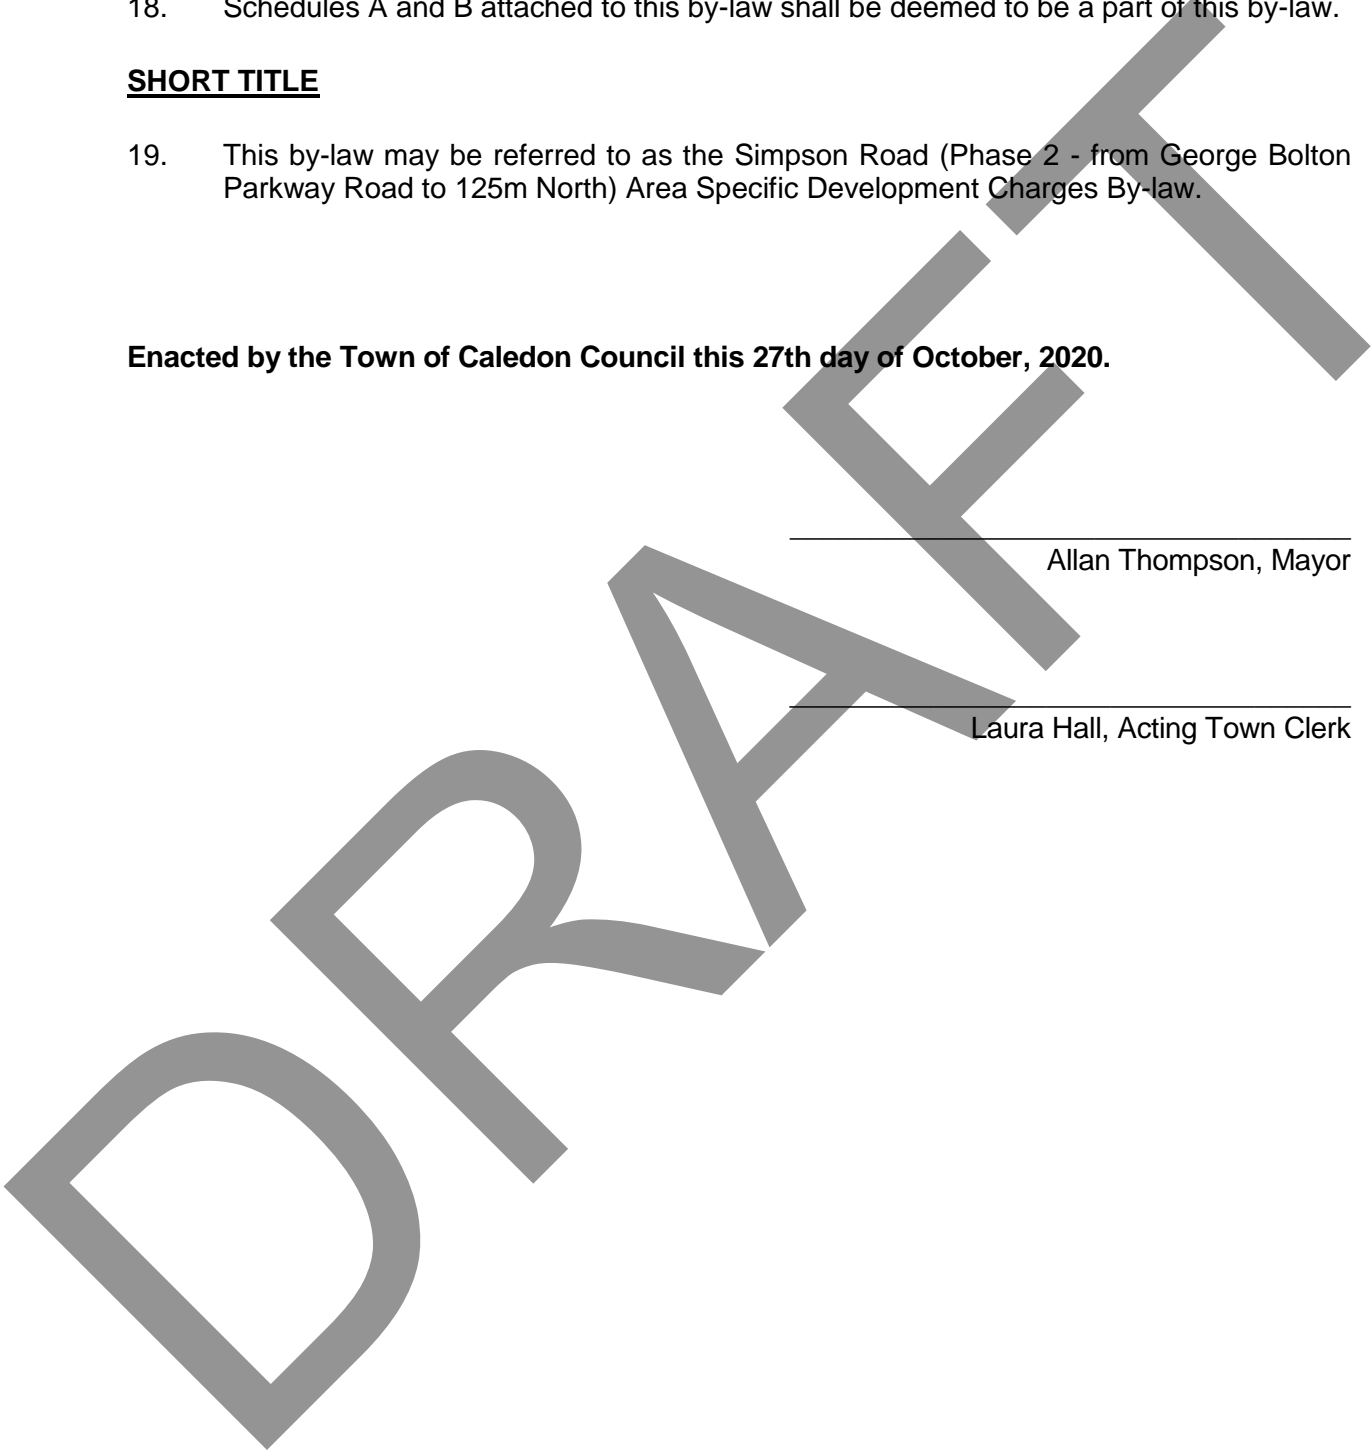 18. Schedules A and B attached to this by-law shall be deemed to be a part of this by-law.
SHORT TITLE
19. This by-law may be referred to as the Simpson Road (Phase 2 - from George Bolton
Parkway Road to 125m North) Area Specific Development Charges By-law.
Enacted by the Town of Caledon Council this 27th day of October, 2020.
Allan Thompson, Mayor
Laura Hall, Acting Town Clerk
DRAFT